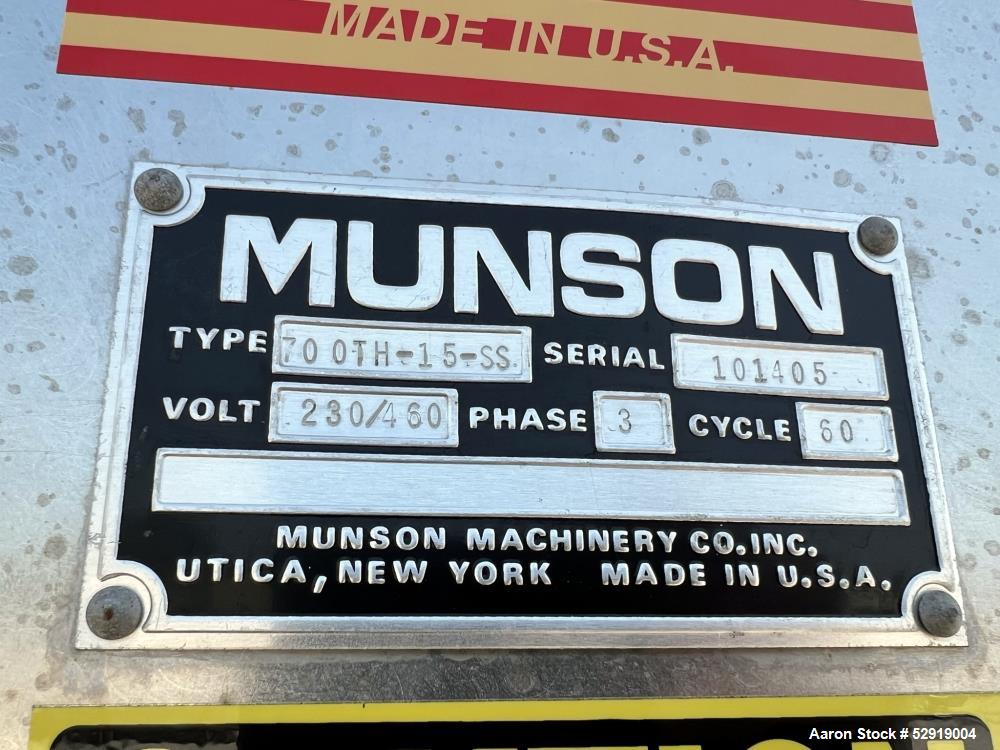 MADE IN U.S.A.
MUNSON
TYPE 700TH-15-SS SERIAL 101405
VOLT 230/460 PHASE 3 CYCLE 60
MUNSON MACHINERY CO. INC.
UTICA, NEW YORK MADE IN U.S.A.
Aaron Stock # 52919004